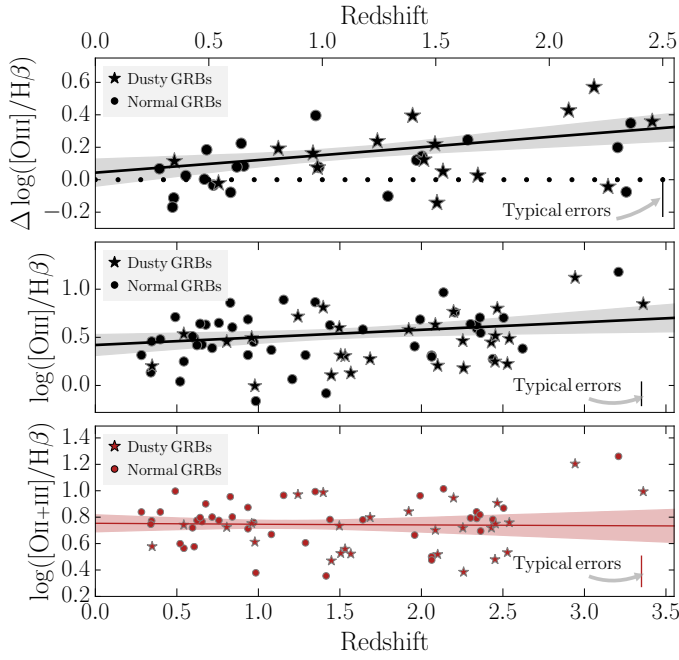 Redshift
0.0 0.5 1.0 1.5 2.0 2.5
Δ log([OIII]/Hβ)
0.6
0.4
0.2
0.0
−0.2
Dusty GRBs
Normal GRBs
Typical errors
log([OIII]/Hβ)
1.0
0.5
0.0
Dusty GRBs
Normal GRBs
Typical errors
log([OII+III]/Hβ)
1.4
1.2
1.0
0.8
0.6
0.4
0.2
Dusty GRBs
Normal GRBs
Typical errors
0.0 0.5 1.0 1.5 2.0 2.5 3.0 3.5
Redshift